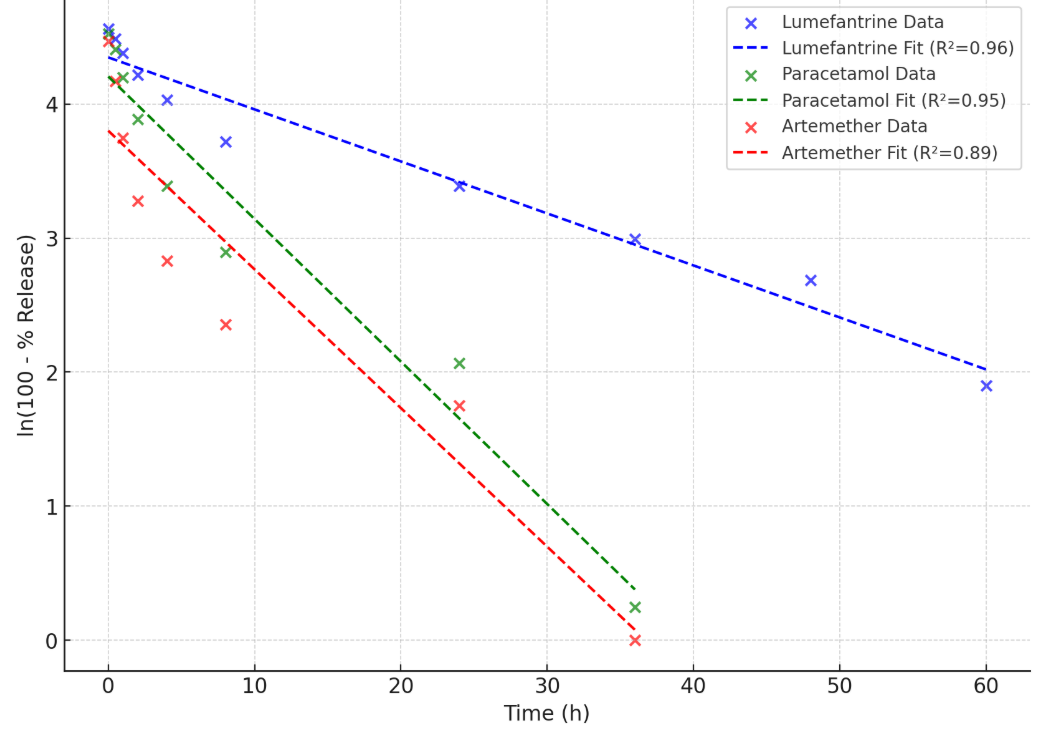 Lumefantrine Data
Lumefantrine Fit (R²=0.96)
Paracetamol Data
Paracetamol Fit (R²=0.95)
Artemether Data
Artemether Fit (R²=0.89)
ln(100 - % Release)
4
3
2
1
0
0 10 20 30 40 50 60
Time (h)